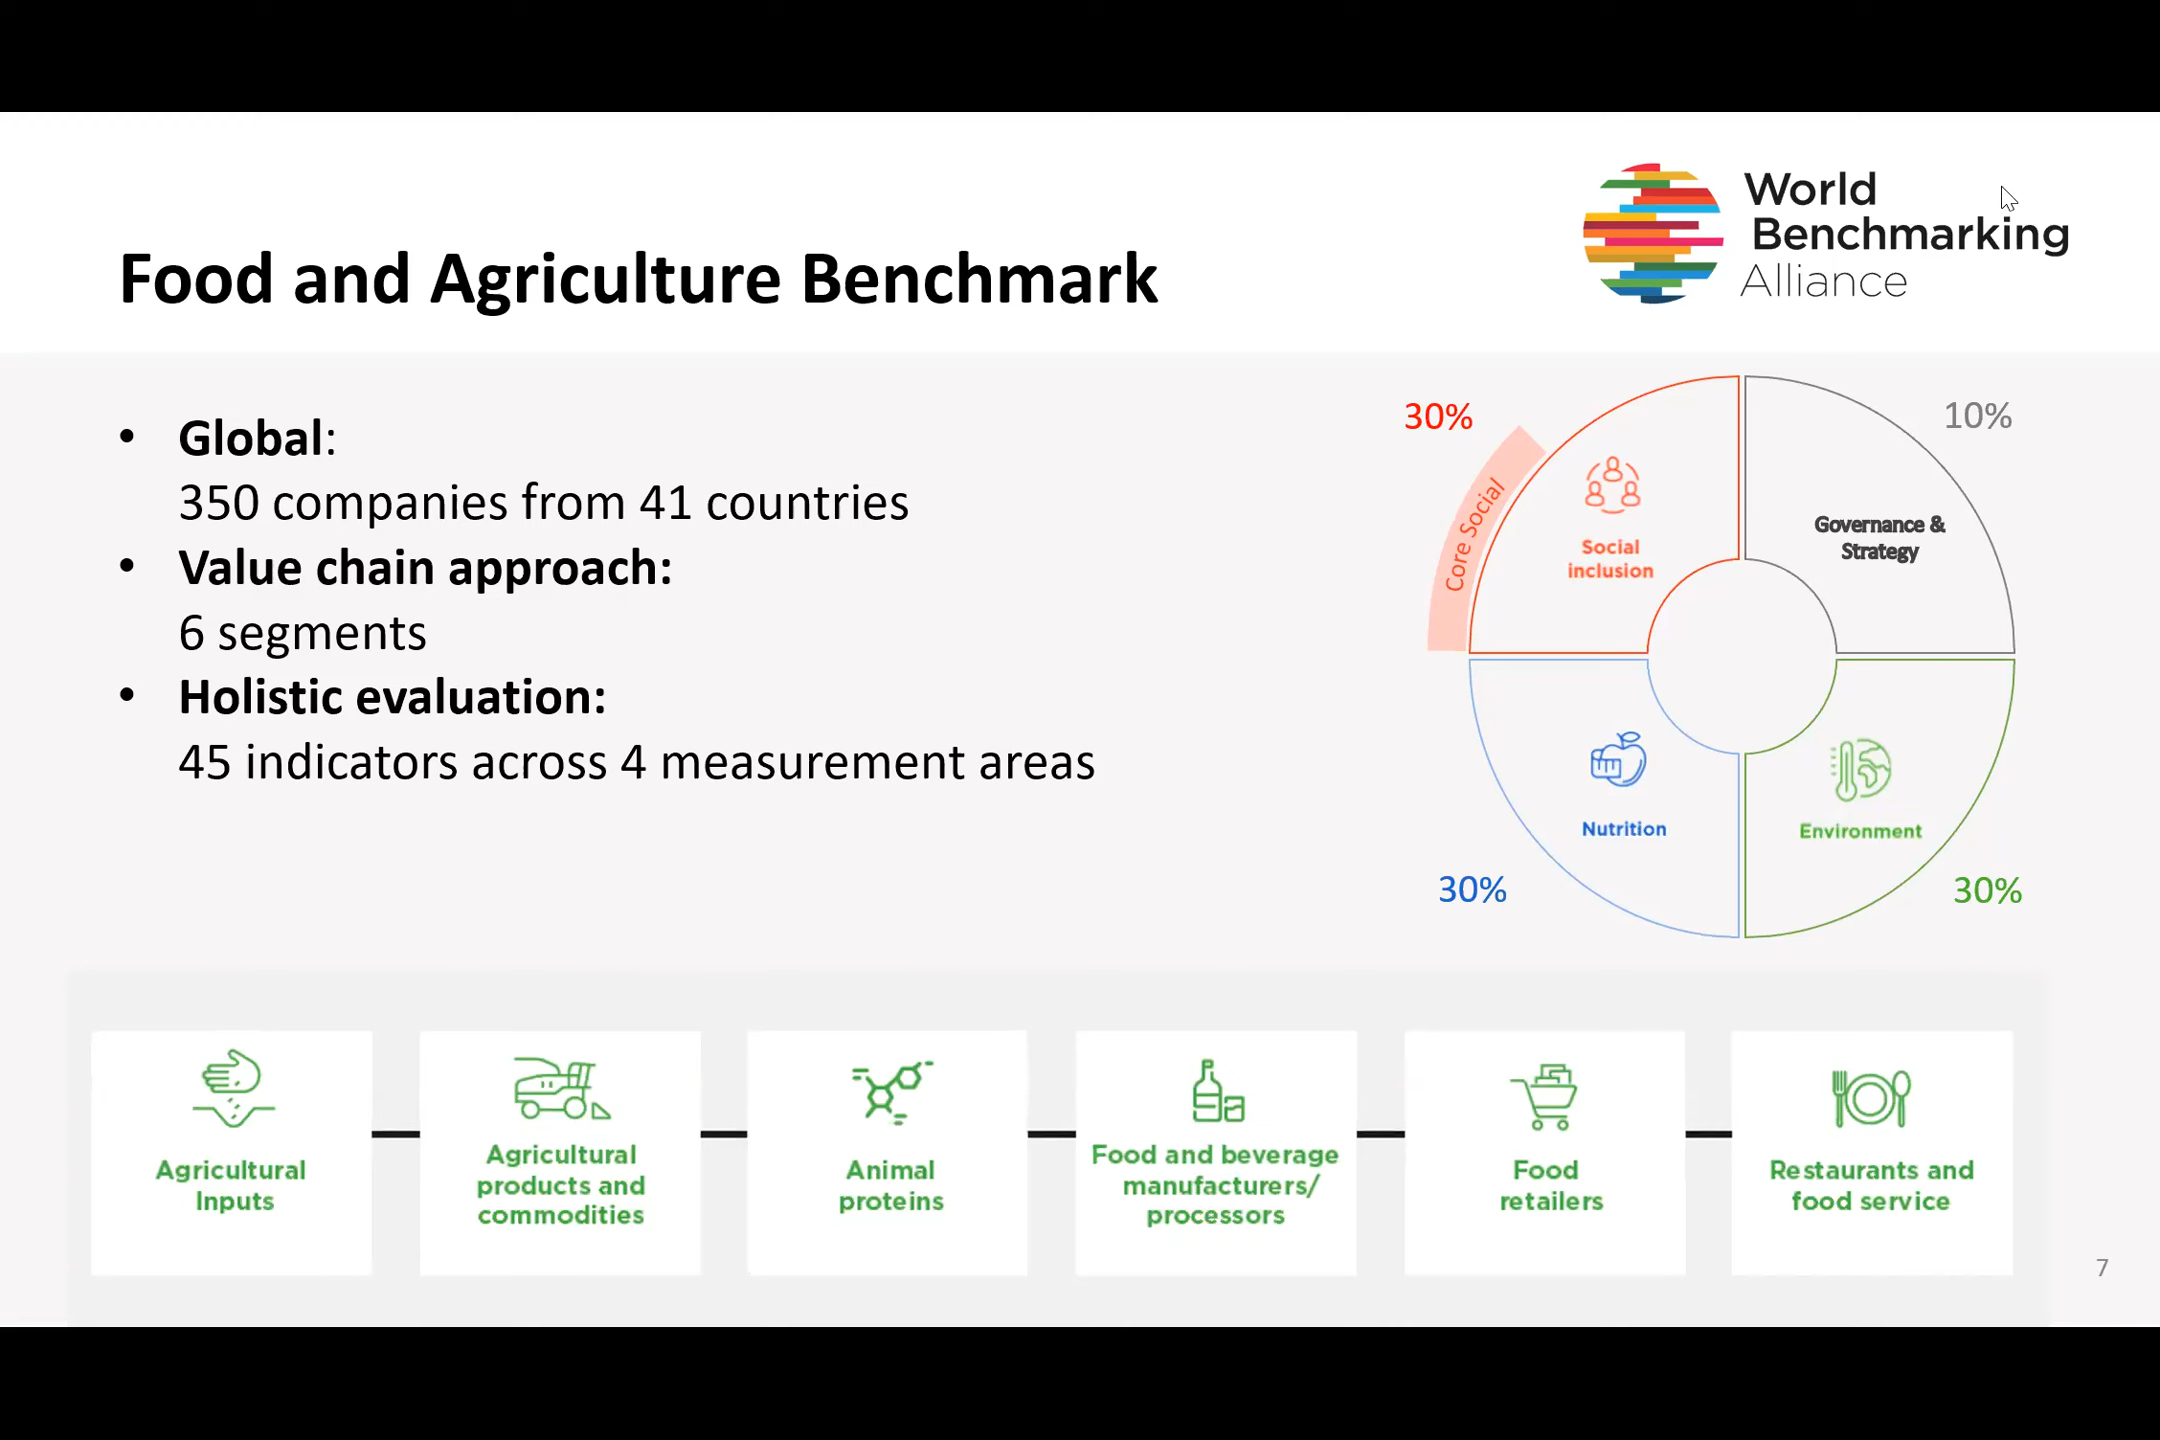 World
Benchmarking
Alliance
Food and Agriculture Benchmark
• Global:
350 companies from 41 countries
• Value chain approach:
6 segments
• Holistic evaluation:
45 indicators across 4 measurement areas
30%
10%
Core Social
Social
inclusion
Governance &
Strategy
Nutrition
Environment
30%
30%
Agricultural
Inputs
Agricultural
products and
commodities
Animal
proteins
Food and beverage
manufacturers/
processors
Food
retailers
Restaurants and
food service
7